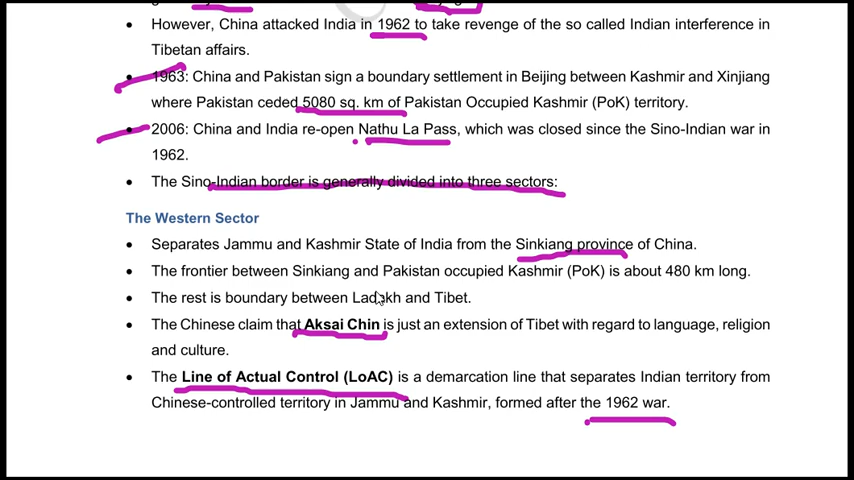 • However, China attacked India in 1962 to take revenge of the so called Indian interference in
Tibetan affairs.
• 1963: China and Pakistan sign a boundary settlement in Beijing between Kashmir and Xinjiang
where Pakistan ceded 5080 sq. km of Pakistan Occupied Kashmir (PoK) territory.
• 2006: China and India re-open Nathu La Pass, which was closed since the Sino-Indian war in
1962.
• The Sino-Indian border is generally divided into three sectors:
The Western Sector
• Separates Jammu and Kashmir State of India from the Sinkiang province of China.
• The frontier between Sinkiang and Pakistan occupied Kashmir (PoK) is about 480 km long.
• The rest is boundary between Ladakh and Tibet.
• The Chinese claim that Aksai Chin is just an extension of Tibet with regard to language, religion
and culture.
• The Line of Actual Control (LoAC) is a demarcation line that separates Indian territory from
Chinese-controlled territory in Jammu and Kashmir, formed after the 1962 war.